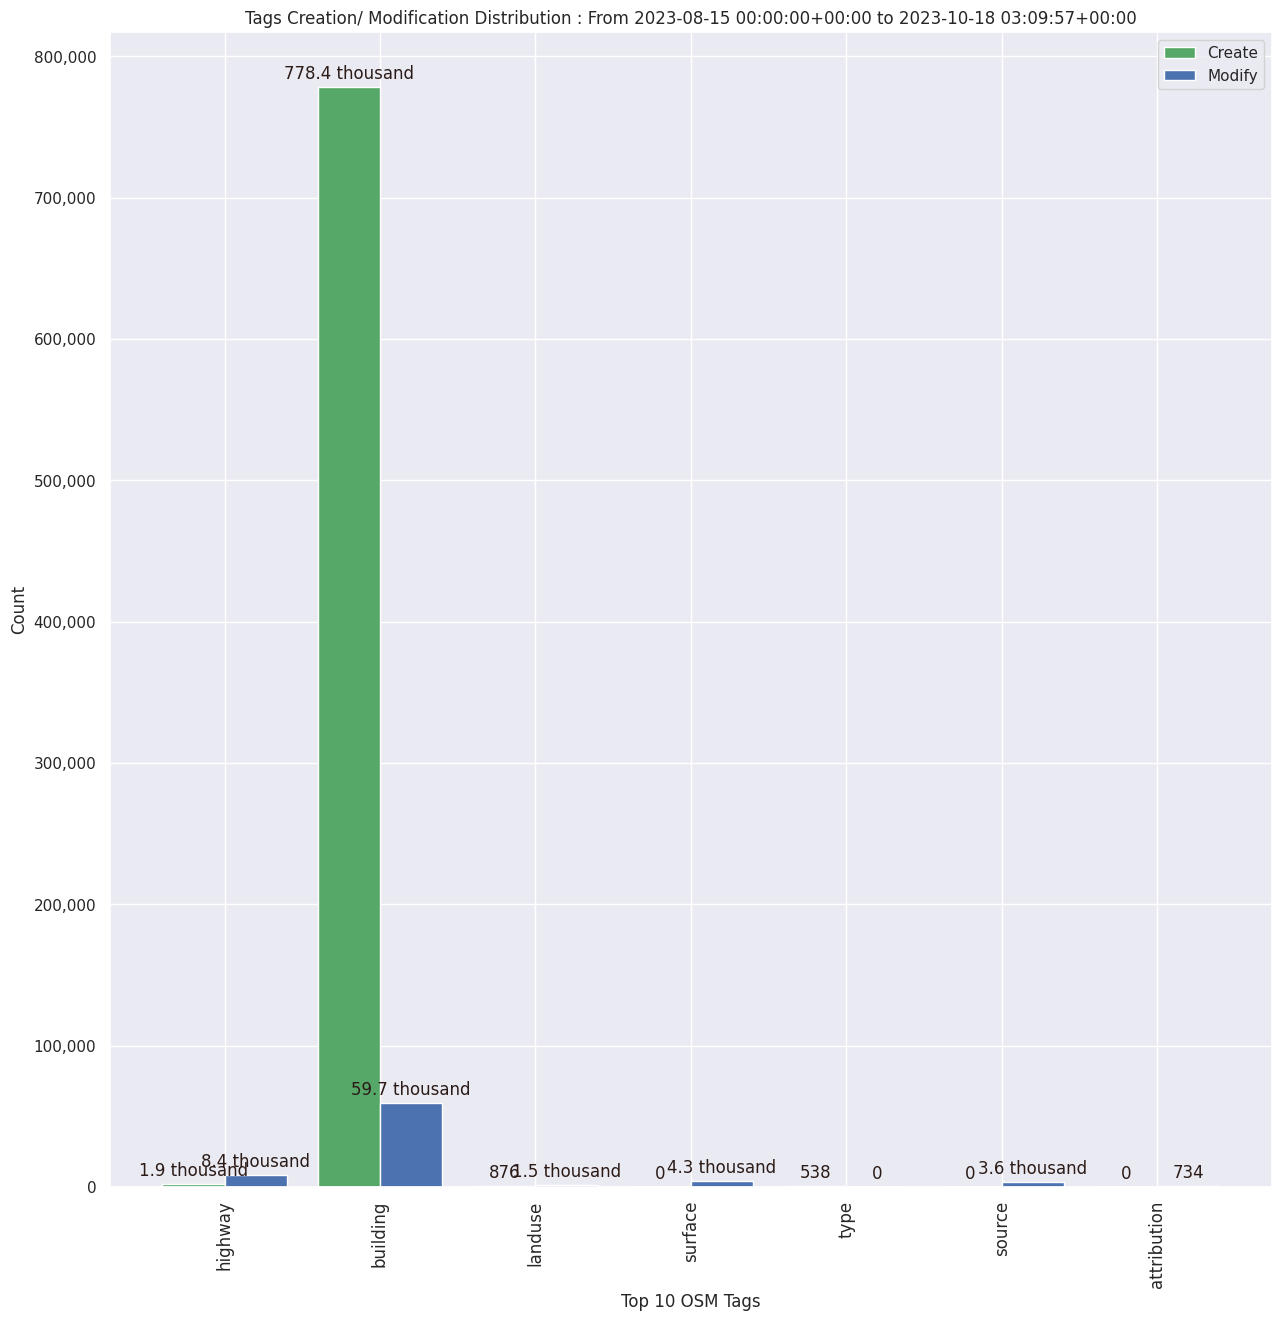 Tags Creation/ Modification Distribution : From 2023-08-15 00:00:00+00:00 to 2023-10-18 03:09:57+00:00
Create
Modify
800,000
700,000
600,000
500,000
400,000
300,000
200,000
100,000
0
Count
1.9 thousand
8.4 thousand
778.4 thousand
59.7 thousand
876
1.5 thousand
0
4.3 thousand
538
0
0
3.6 thousand
0
734
highway
building
landuse
surface
type
source
attribution
Top 10 OSM Tags